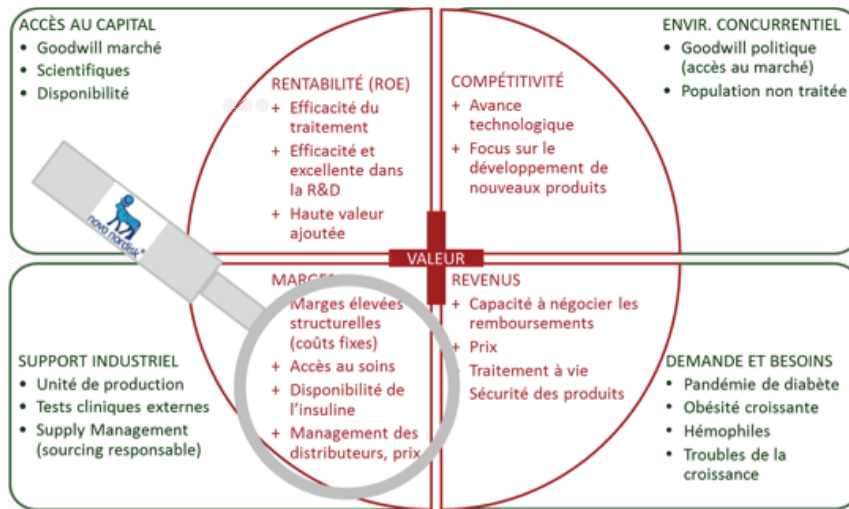 ACCÈS AU CAPITAL
• Goodwill marché
• Scientifiques
• Disponibilité
RENTABILITÉ (ROE)
+ Efficacité du
traitement
+ Efficacité et
excellente dans
la R&D
+ Haute valeur
ajoutée
COMPÉTITIVITÉ
+ Avance
technologique
+ Focus sur le
développement de
nouveaux produits
ENVIR. CONCURRENTIEL
• Goodwill politique
(accès au marché)
• Population non traitée
novo nordisk®
VALEUR
SUPPORT INDUSTRIEL
• Unité de production
• Tests cliniques externes
• Supply Management
(sourcing responsable)
MARGES
Marges élevées
structurelles
(coûts fixes)
+ Accès au soins
+ Disponibilité de
l'insuline
+ Management des
distributeurs, prix
REVENUS
+ Capacité à négocier les
remboursements
+ Prix
Traitement à vie
Sécurité des produits
DEMANDE ET BESOINS
• Pandémie de diabète
• Obésité croissante
• Hémophiles
• Troubles de la
croissance